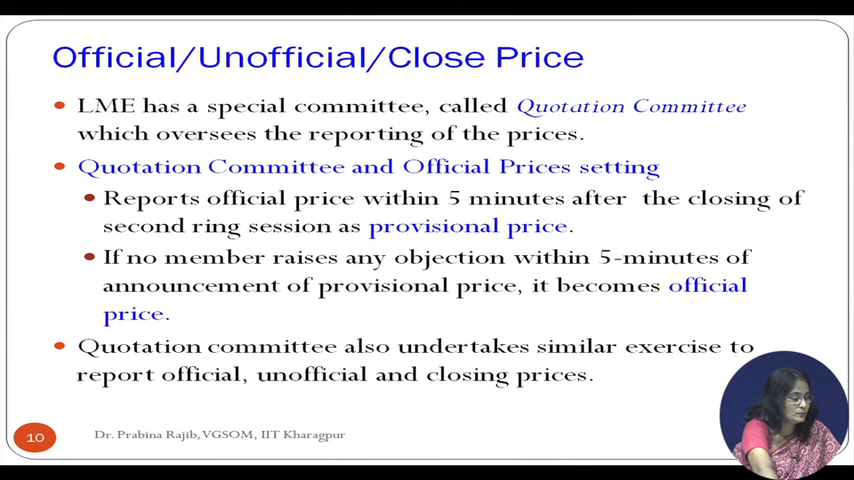 Official/Unofficial/Close Price
LME has a special committee, called Quotation Committee
which oversees the reporting of the prices.
Quotation Committee and Official Prices setting
Reports official price within 5 minutes after the closing of
second ring session as provisional price.
If no member raises any objection within 5-minutes of
announcement of provisional price, it becomes official
price.
Quotation committee also undertakes similar exercise to
report official, unofficial and closing prices.
10
Dr. Prabina Rajib, VGSOM, IIT Kharagpur